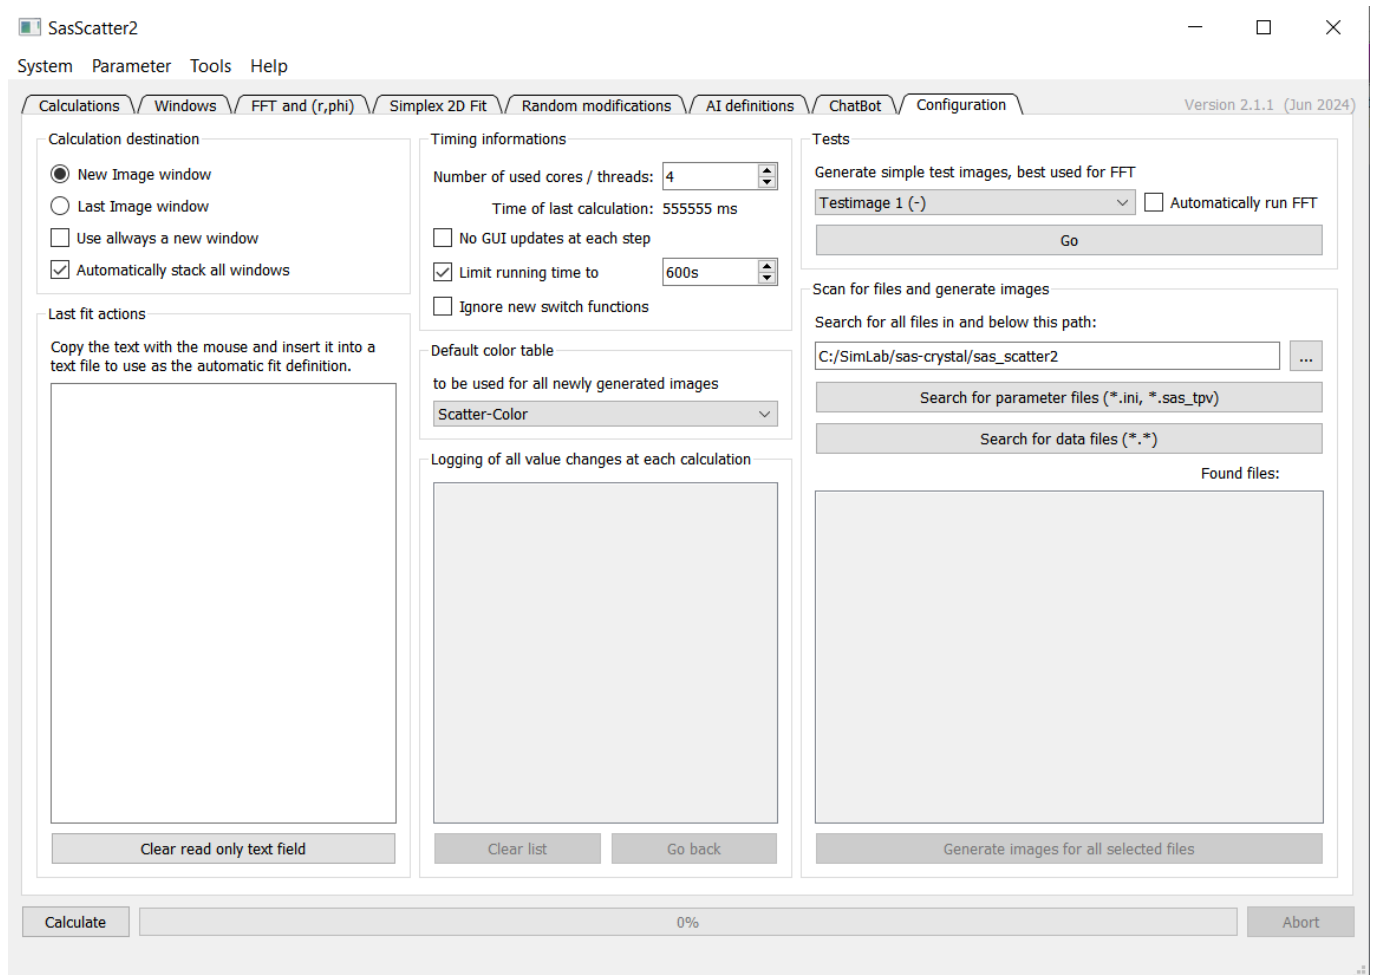 SasScatter2
System Parameter Tools Help
Calculations Windows FFT and (r,phi) Simplex 2D Fit Random modifications AI definitions ChatBot Configuration Version 2.1.1 (Jun 2024)
Calculation destination
New Image window
Last Image window
Use allways a new window
Automatically stack all windows
Last fit actions
Copy the text with the mouse and insert it into a
text file to use as the automatic fit definition.
Clear read only text field
Timing informations
Number of used cores / threads: 4
Time of last calculation: 555555 ms
No GUI updates at each step
Limit running time to 600s
Ignore new switch functions
Default color table
to be used for all newly generated images
Scatter-Color
Logging of all value changes at each calculation
Clear list Go back
Tests
Generate simple test images, best used for FFT
Testimage 1 (-) Automatically run FFT
Go
Scan for files and generate images
Search for all files in and below this path:
C:/SimLab/sas-crystal/sas_scatter2 ...
Search for parameter files (*.ini, *.sas_tpv)
Search for data files (*.*)
Found files:
Generate images for all selected files
Calculate 0% Abort